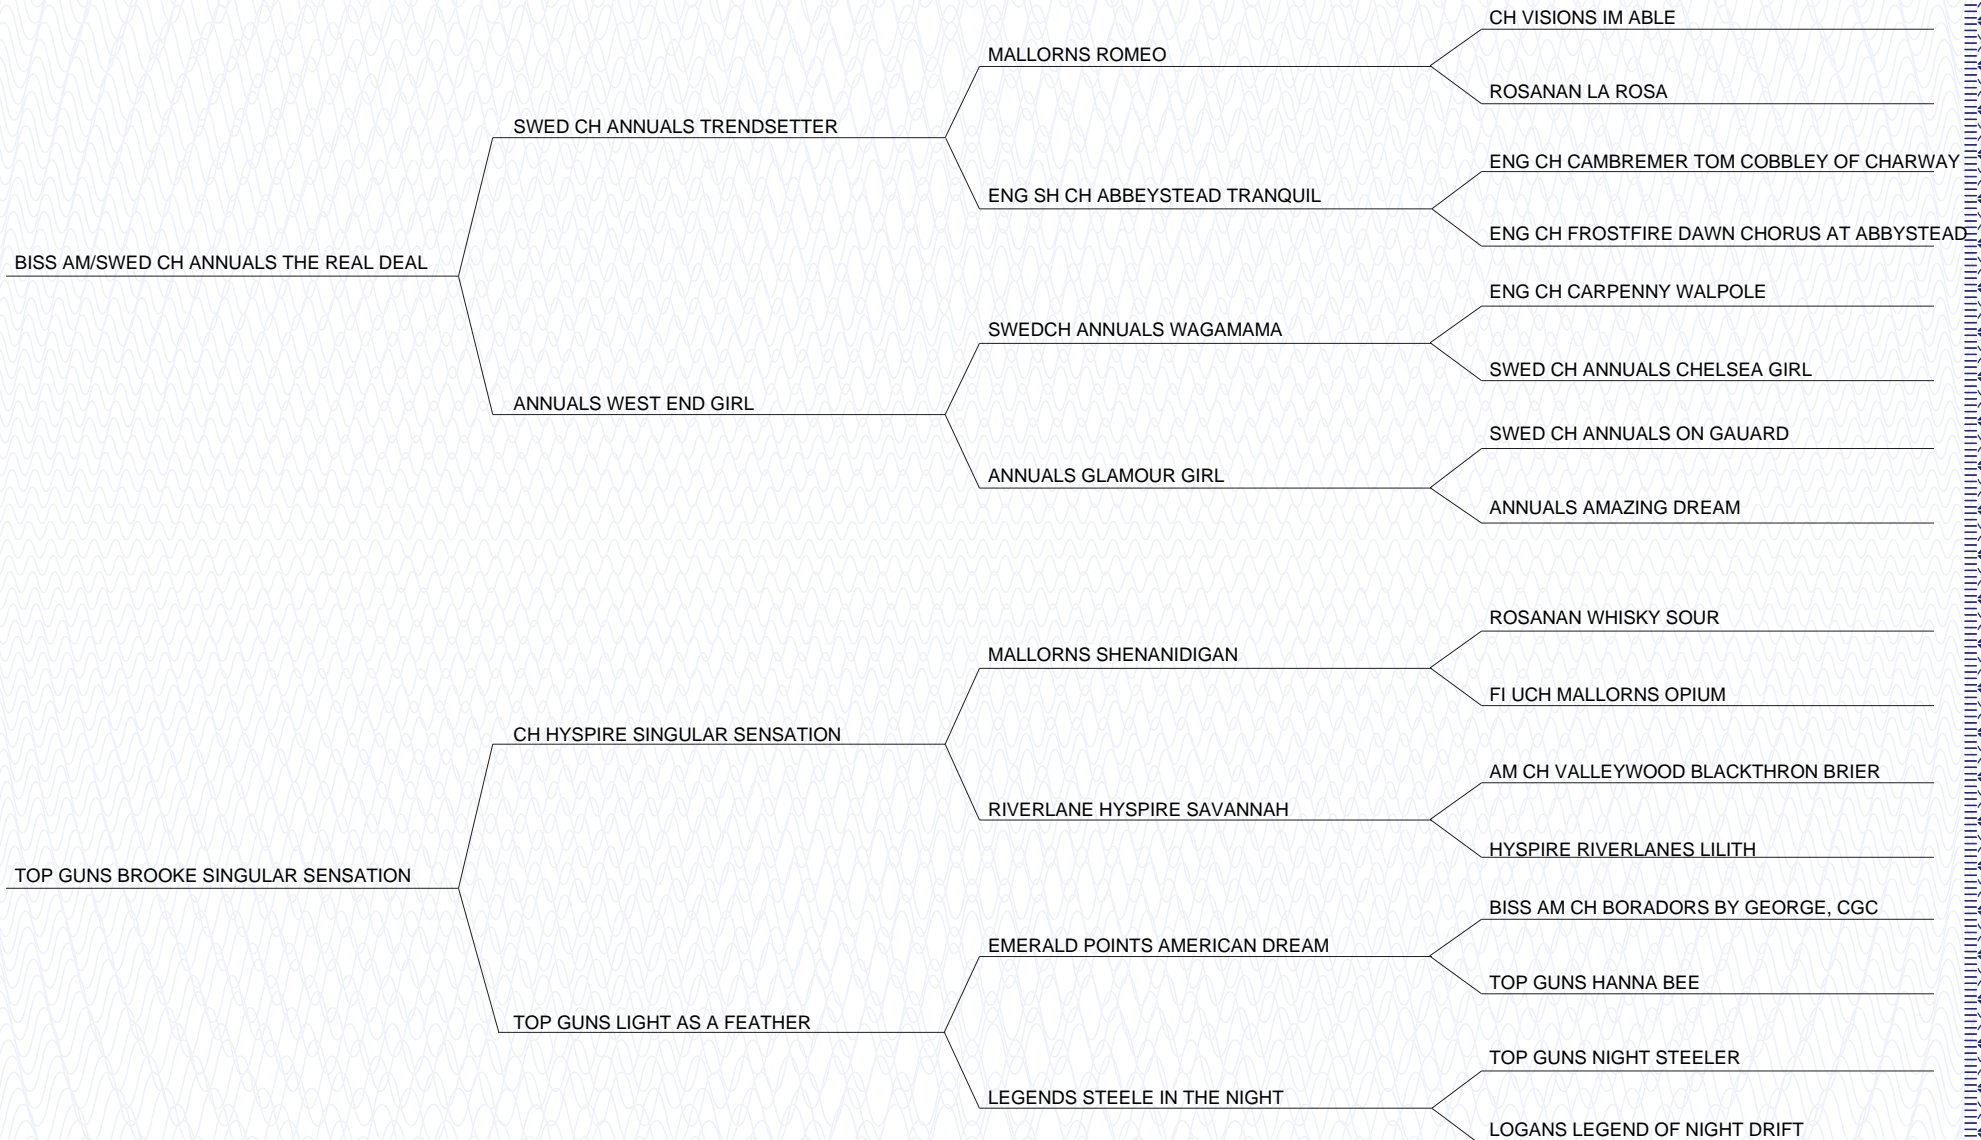 CH VISIONS IM ABLE
MALLORNS ROMEO
ROSANAN LA ROSA
SWED CH ANNUALS TRENDSETTER
ENG CH CAMBREMER TOM COBBLEY OF CHARWAY
ENG SH CH ABBEYSTEAD TRANQUIL
ENG CH FROSTFIRE DAWN CHORUS AT ABBYSTEAD
BISS AM/SWED CH ANNUALS THE REAL DEAL
ENG CH CARPENNY WALPOLE
SWEDCH ANNUALS WAGAMAMA
SWED CH ANNUALS CHELSEA GIRL
ANNUALS WEST END GIRL
SWED CH ANNUALS ON GAUARD
ANNUALS GLAMOUR GIRL
ANNUALS AMAZING DREAM
ROSANAN WHISKY SOUR
MALLORNS SHENANIDIGAN
FI UCH MALLORNS OPIUM
CH HYSPIRE SINGULAR SENSATION
AM CH VALLEYWOOD BLACKTHRON BRIER
RIVERLANE HYSPIRE SAVANNAH
HYSPIRE RIVERLANES LILITH
TOP GUNS BROOKE SINGULAR SENSATION
BISS AM CH BORADORS BY GEORGE, CGC
EMERALD POINTS AMERICAN DREAM
TOP GUNS HANNA BEE
TOP GUNS LIGHT AS A FEATHER
TOP GUNS NIGHT STEELER
LEGENDS STEELE IN THE NIGHT
LOGANS LEGEND OF NIGHT DRIFT